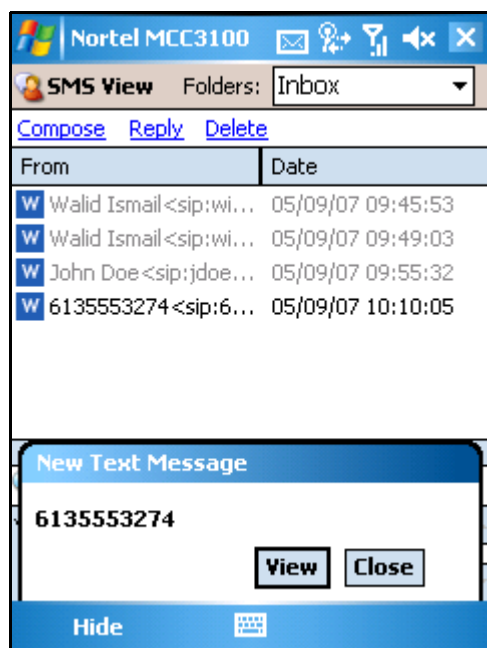 Nortel MCC3100
SMS View Folders: Inbox
Compose Reply Delete
From Date
W Walid Ismail<sip:wi... 05/09/07 09:45:53
W Walid Ismail<sip:wi... 05/09/07 09:49:03
W John Doe<sip:jdoe... 05/09/07 09:55:32
W 6135553274<sip:6... 05/09/07 10:10:05
New Text Message
6135553274
View Close
Hide